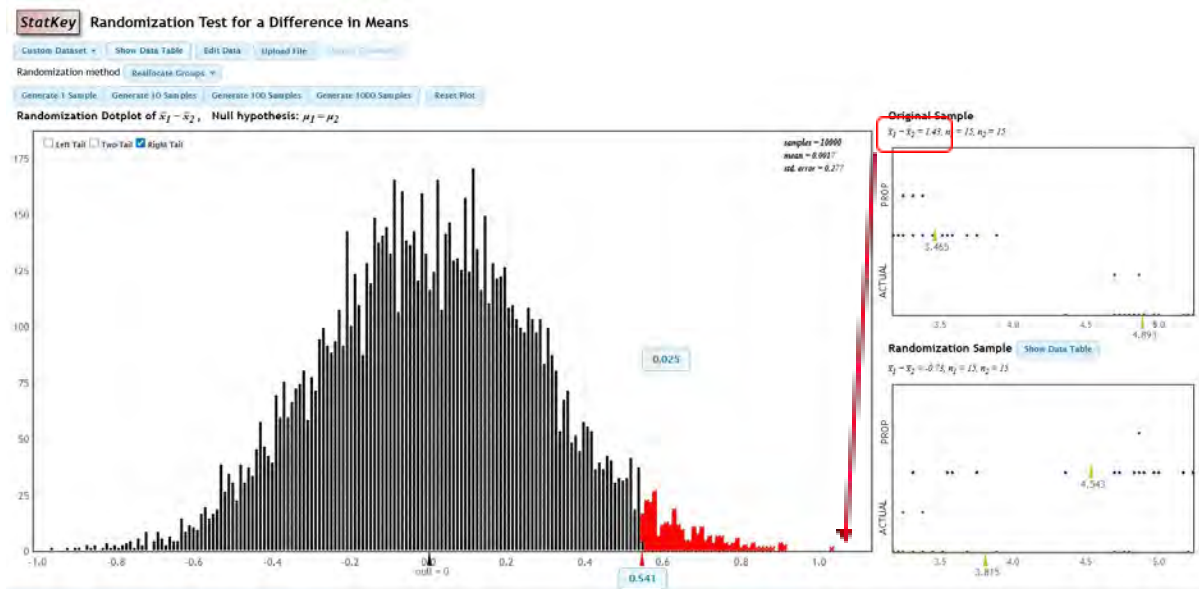 StatKey Randomization Test for a Difference in Means
Custom Dataset Show Data Table Edit Data Upload File
Randomization method Reallocate Groups
Generate 1 Sample Generate 10 Samples Generate 100 Samples Generate 1000 Samples Reset Plot
Randomization Dotplot of x̄1 − x̄2 , Null hypothesis: μ1 = μ2
Left Tail Two-Tail Right Tail
samples = 10000
mean = 0.0017
std. error = 0.277
175
150
125
100
75
50
25
0
0.025
-1.0 -0.8 -0.6 -0.4 -0.2 0.2 0.4 0.6 0.8 1.0
null = 0
0.541
Original Sample
x̄1 − x̄2 = 1.43, n1 = 15, n2 = 15
PROP
3.465
ACTUAL
3.5 4.0 4.5 5.0
4.893
Randomization Sample Show Data Table
x̄1 − x̄2 = -0.73, n1 = 15, n2 = 15
PROP
4.543
ACTUAL
3.5 4.0 4.5 5.0
3.815